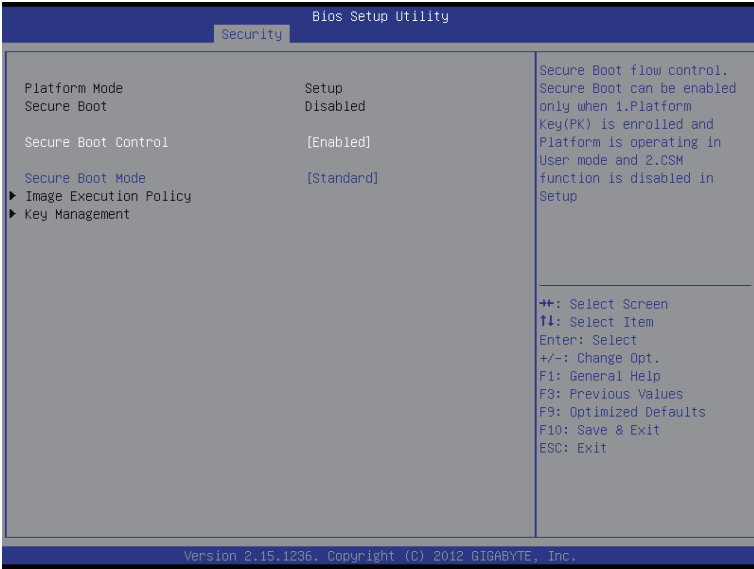 Bios Setup Utility
Security
Platform Mode Setup
Secure Boot Disabled
Secure Boot Control [Enabled]
Secure Boot Mode [Standard]
Image Execution Policy
Key Management
Secure Boot flow control.
Secure Boot can be enabled
only when 1.Platform
Key(PK) is enrolled and
Platform is operating in
User mode and 2.CSM
function is disabled in
Setup
→←: Select Screen
↑↓: Select Item
Enter: Select
+/-: Change Opt.
F1: General Help
F3: Previous Values
F9: Optimized Defaults
F10: Save & Exit
ESC: Exit
Version 2.15.1236. Copyright (C) 2012 GIGABYTE, Inc.